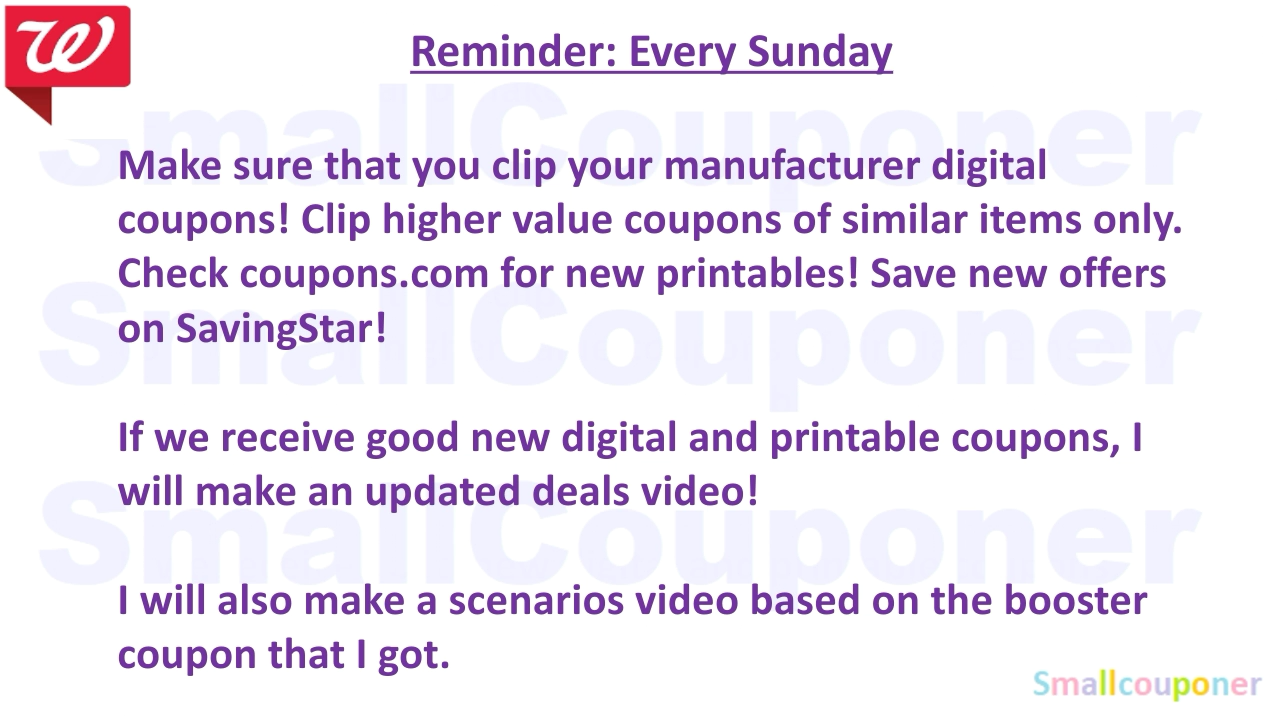 W
Reminder: Every Sunday
SmallCouponer
Make sure that you clip your manufacturer digital
coupons! Clip higher value coupons of similar items only.
Check coupons.com for new printables! Save new offers
on SavingStar!
SmallCouponer
If we receive good new digital and printable coupons, I
will make an updated deals video!
SmallCouponer
I will also make a scenarios video based on the booster
coupon that I got.
Smallcouponer